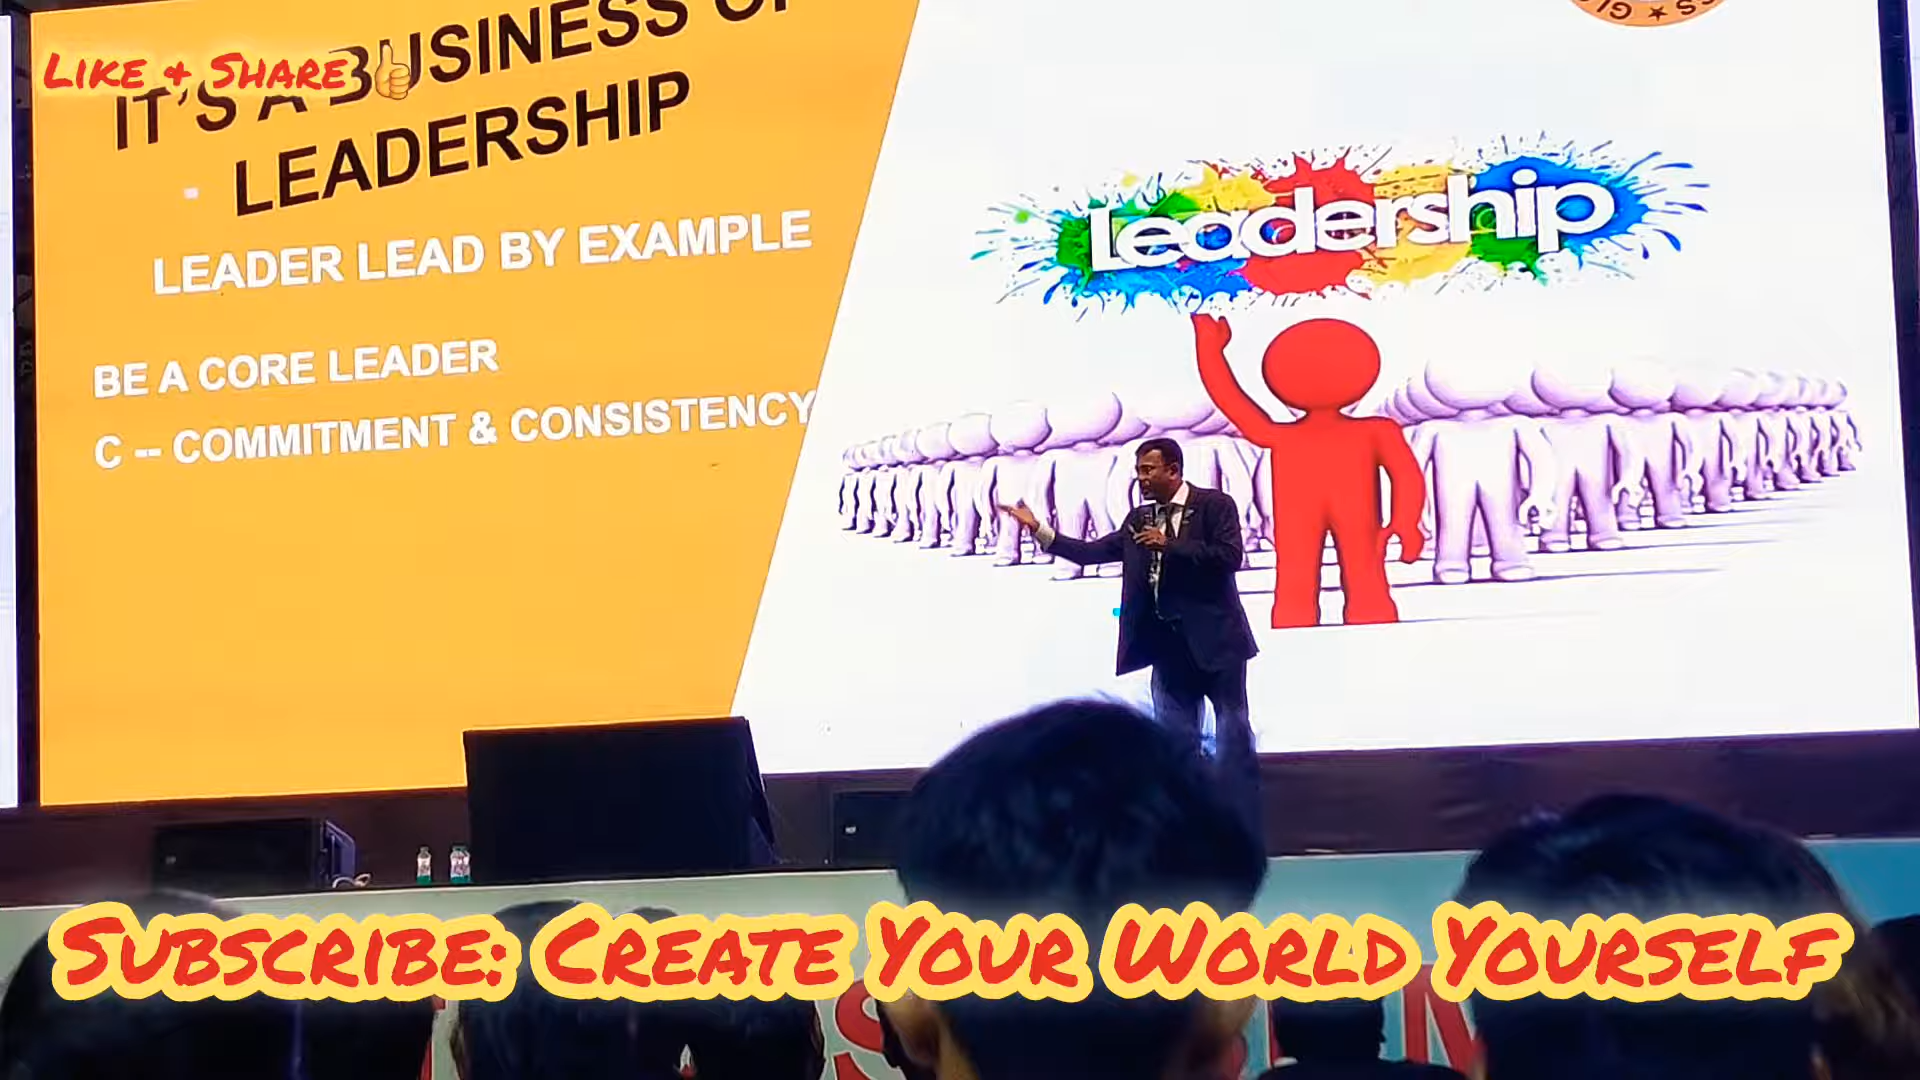 LIKE & SHARE👍
IT'S A BUSINESS OF
LEADERSHIP
LEADER LEAD BY EXAMPLE
BE A CORE LEADER
C -- COMMITMENT & CONSISTENCY
Leadership
SUBSCRIBE: CREATE YOUR WORLD YOURSELF